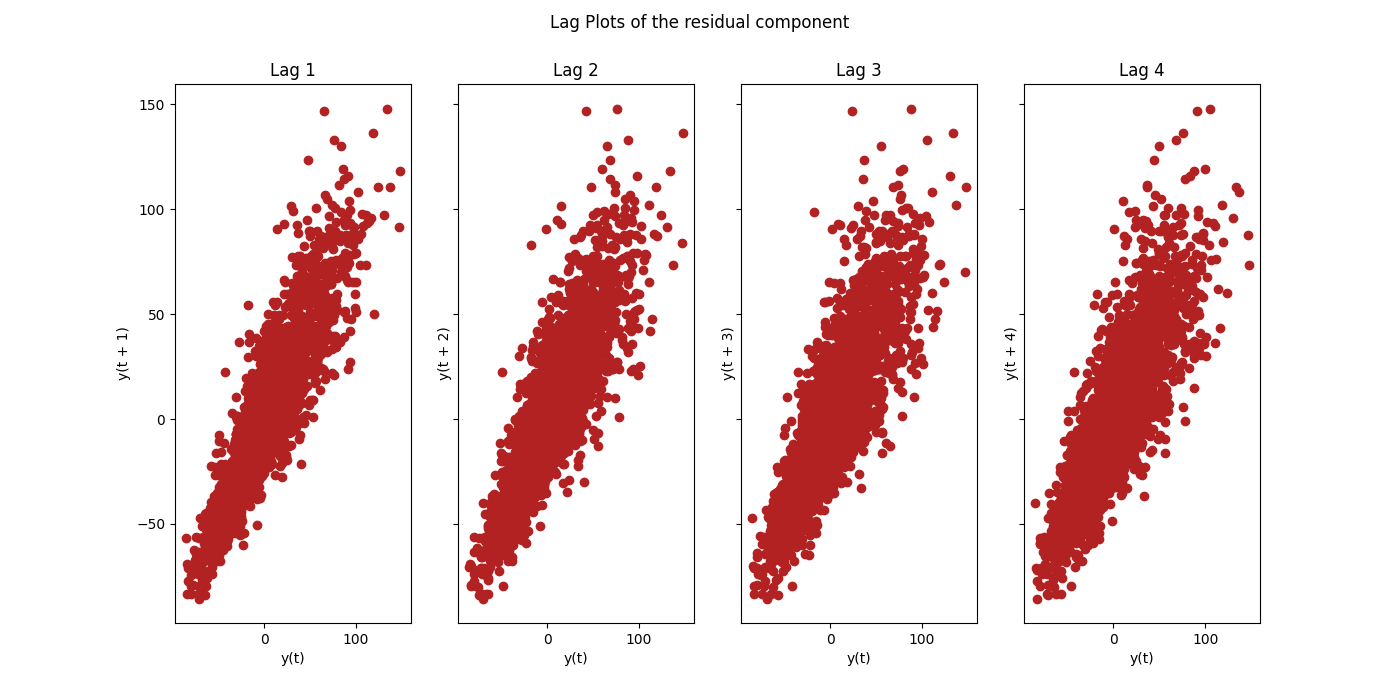 Lag Plots of the residual component
Lag 1
Lag 2
Lag 3
Lag 4
150
100
50
0
−50
y(t + 1)
y(t + 2)
y(t + 3)
y(t + 4)
0 100
0 100
0 100
0 100
y(t)
y(t)
y(t)
y(t)